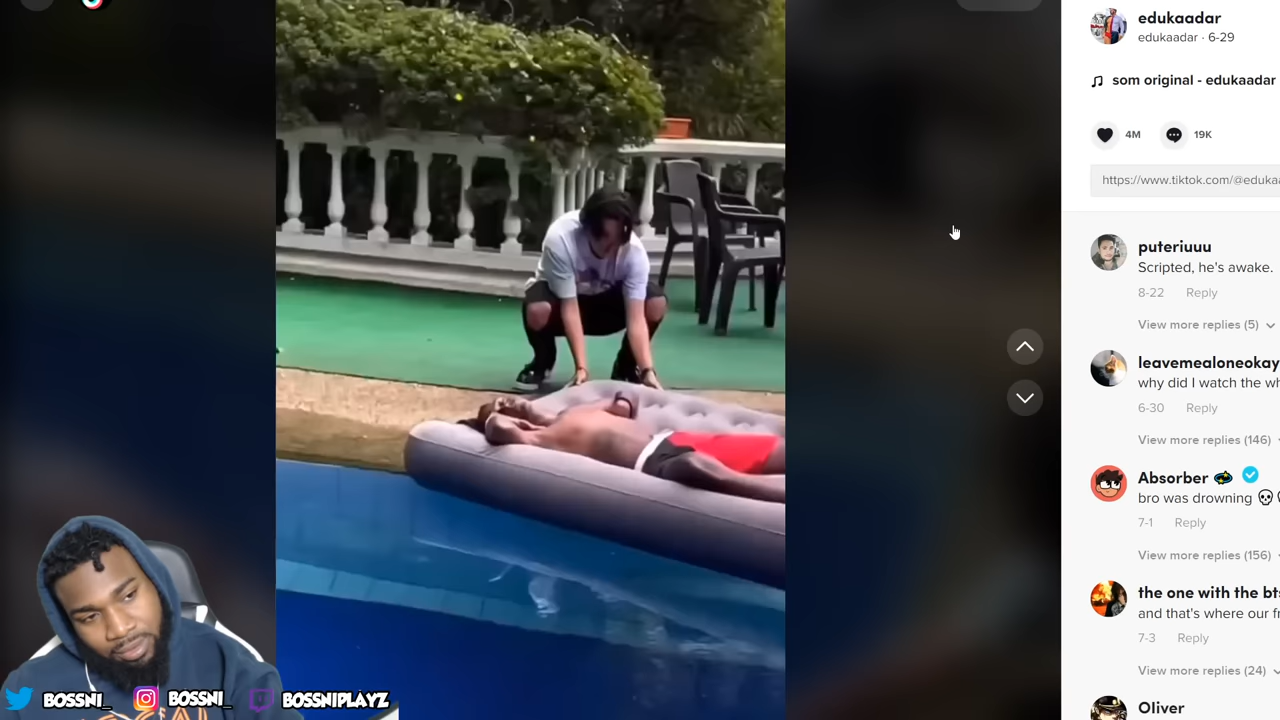 edukaadar
edukaadar · 6-29
som original - edukaadar
4M
19K
https://www.tiktok.com/@eduka
puteriuuu
Scripted, he's awake.
8-22 Reply
View more replies (5)
leavemealoneokay
why did I watch the
6-30 Reply
View more replies (146)
Absorber
bro was drowning 💀
7-1 Reply
View more replies (156)
the one with the bts
and that's where our
7-3 Reply
View more replies (24)
Oliver
BOSSNI_ BOSSNI_ BOSSNIPLAYZ